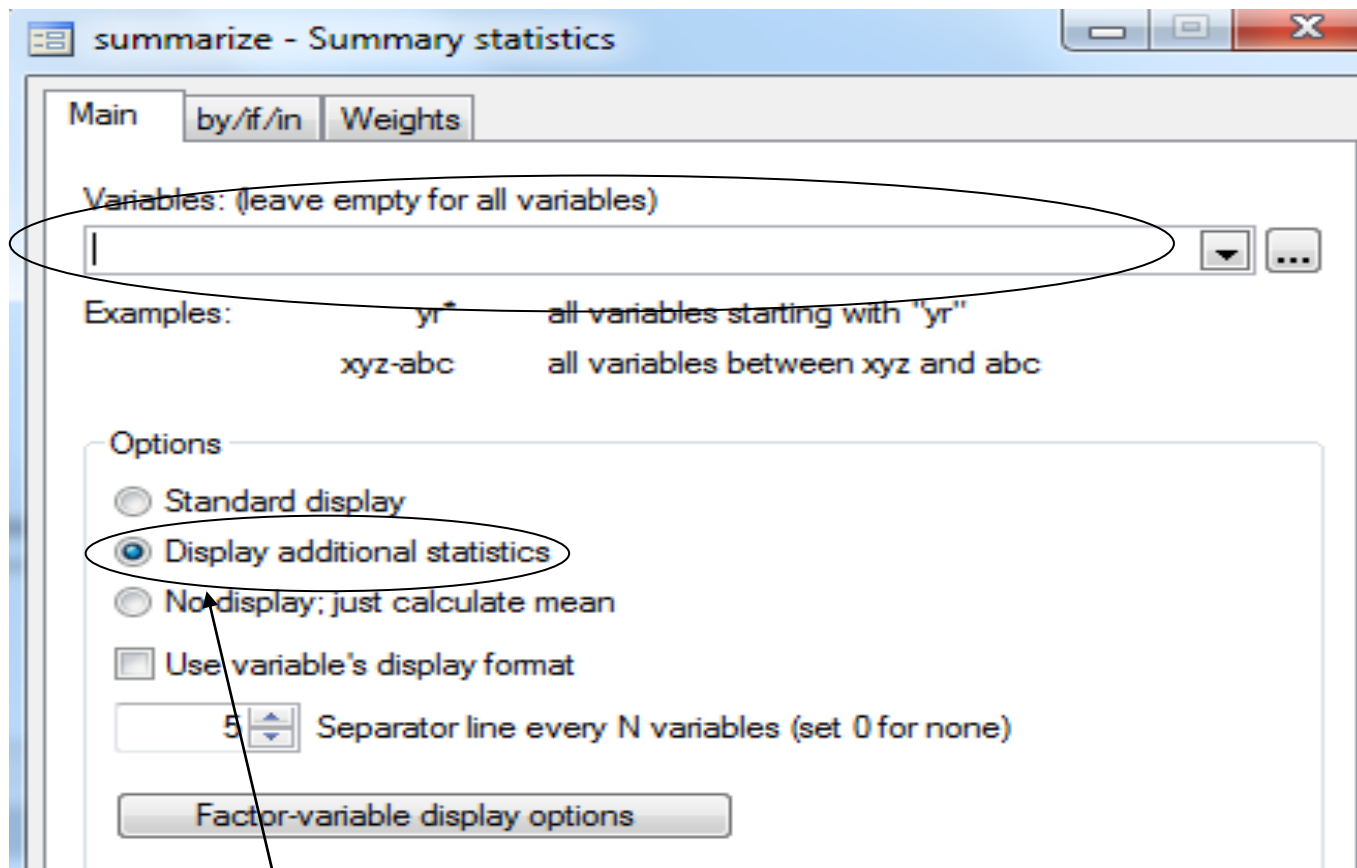 summarize - Summary statistics
Main by/if/in Weights
Variables: (leave empty for all variables)
...
Examples: yr* all variables starting with "yr"
xyz-abc all variables between xyz and abc
Options
Standard display
Display additional statistics
No display; just calculate mean
Use variable's display format
5 Separator line every N variables (set 0 for none)
Factor-variable display options